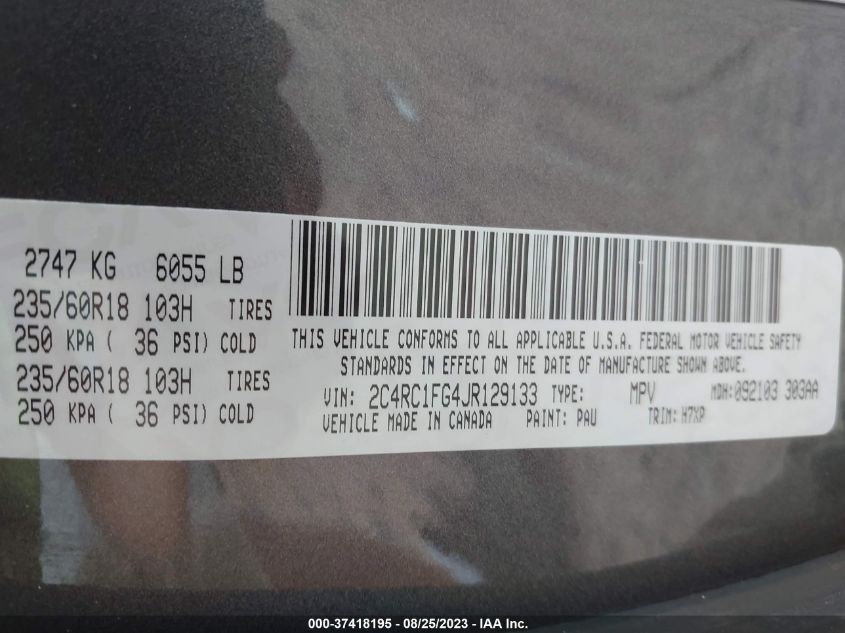 2747 KG 6055 LB
235/60R18 103H TIRES
250 KPA ( 36 PSI) COLD
235/60R18 103H TIRES
250 KPA ( 36 PSI) COLD
THIS VEHICLE CONFORMS TO ALL APPLICABLE U.S.A. FEDERAL MOTOR VEHICLE SAFETY
STANDARDS IN EFFECT ON THE DATE OF MANUFACTURE SHOWN ABOVE.
VIN: 2C4RC1FG4JR129133 TYPE: MPV MDH:092103 303AA
VEHICLE MADE IN CANADA PAINT: PAU TRIM: H7XP
000-37418195 - 08/25/2023 - IAA Inc.